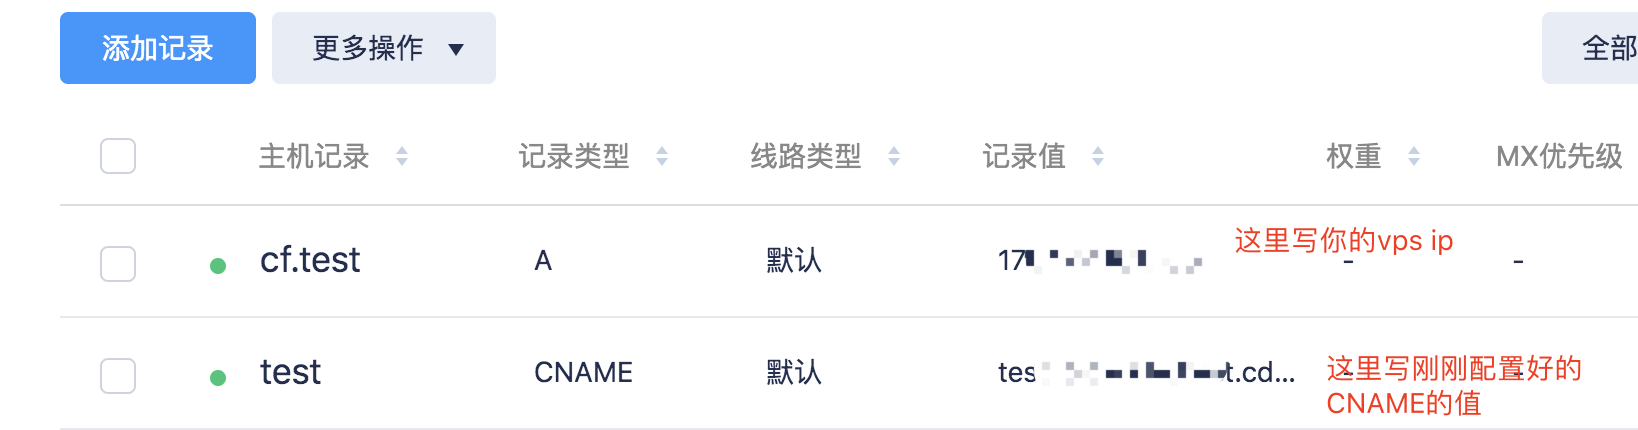 添加记录 更多操作 全部
主机记录 记录类型 线路类型 记录值 权重 MX优先级
cf.test A 默认 17 这里写你的vps ip - -
test CNAME 默认 tes t.cd... 这里写刚刚配置好的
CNAME的值